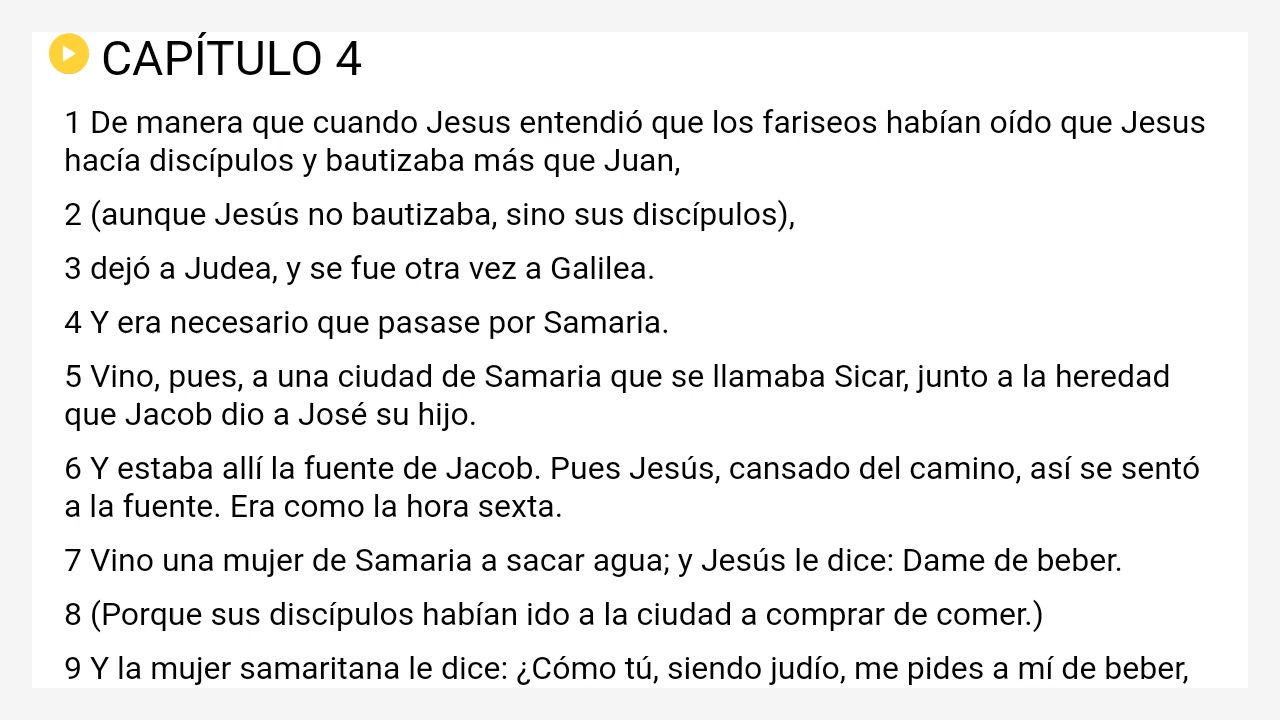 CAPÍTULO 4
1 De manera que cuando Jesus entendió que los fariseos habían oído que Jesus
hacía discípulos y bautizaba más que Juan,
2 (aunque Jesús no bautizaba, sino sus discípulos),
3 dejó a Judea, y se fue otra vez a Galilea.
4 Y era necesario que pasase por Samaria.
5 Vino, pues, a una ciudad de Samaria que se llamaba Sicar, junto a la heredad
que Jacob dio a José su hijo.
6 Y estaba allí la fuente de Jacob. Pues Jesús, cansado del camino, así se sentó
a la fuente. Era como la hora sexta.
7 Vino una mujer de Samaria a sacar agua; y Jesús le dice: Dame de beber.
8 (Porque sus discípulos habían ido a la ciudad a comprar de comer.)
9 Y la mujer samaritana le dice: ¿Cómo tú, siendo judío, me pides a mí de beber,